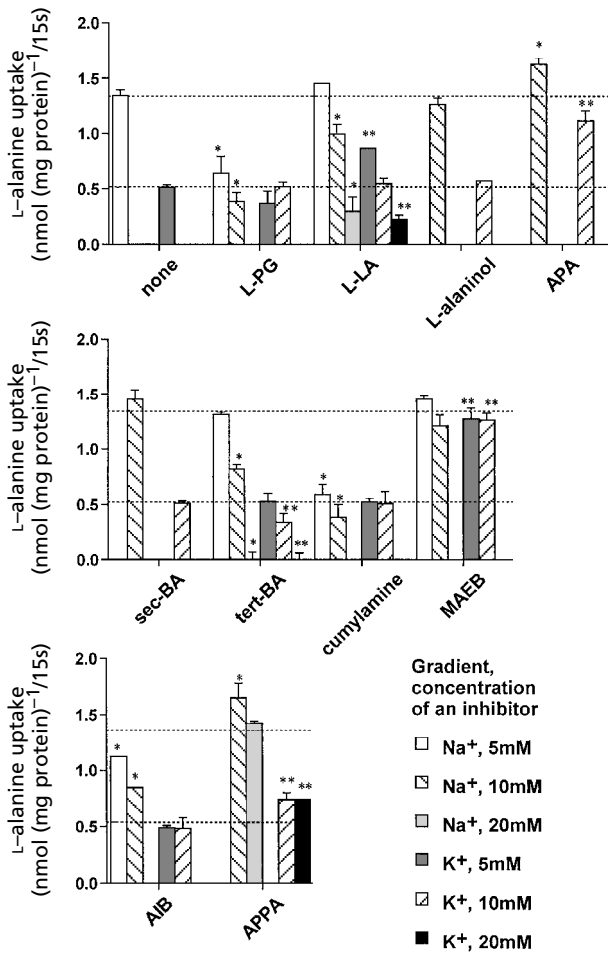 L–alanine uptake
(nmol (mg protein)⁻¹/15s)
2.0
1.5
1.0
0.5
0.0
*
*
*
**
*
**
*
**
none
L-PG
L-LA
L-alaninol
APA
L–alanine uptake
(nmol (mg protein)⁻¹/15s)
2.0
1.5
1.0
0.5
0.0
*
*
**
**
*
*
**
**
sec-BA
tert-BA
cumylamine
MAEB
L–alanine uptake
(nmol (mg protein)⁻¹/15s)
2.0
1.5
1.0
0.5
0.0
*
*
*
**
**
AIB
APPA
Gradient,
concentration
of an inhibitor
Na⁺, 5mM
Na⁺, 10mM
Na⁺, 20mM
K⁺, 5mM
K⁺, 10mM
K⁺, 20mM